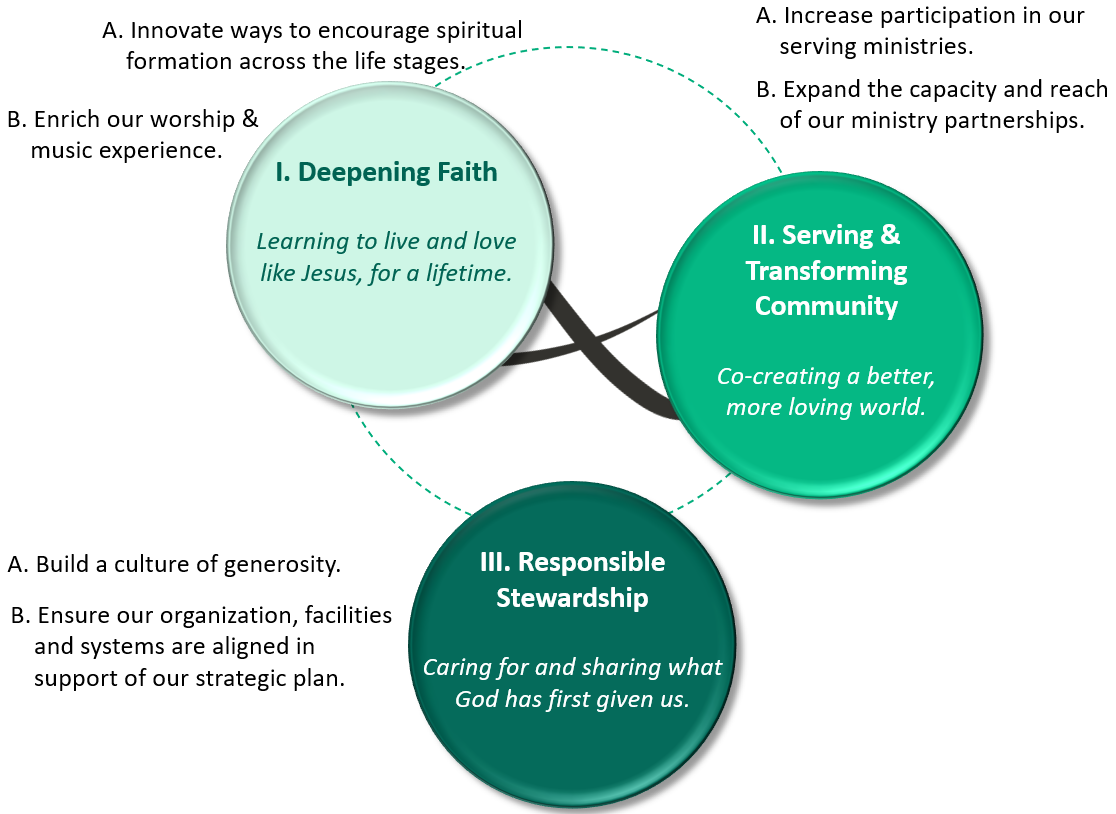 A. Innovate ways to encourage spiritual
formation across the life stages.
B. Enrich our worship &
music experience.
I. Deepening Faith
Learning to live and love
like Jesus, for a lifetime.
A. Increase participation in our
serving ministries.
B. Expand the capacity and reach
of our ministry partnerships.
II. Serving &
Transforming
Community
Co-creating a better,
more loving world.
A. Build a culture of generosity.
B. Ensure our organization, facilities
and systems are aligned in
support of our strategic plan.
III. Responsible
Stewardship
Caring for and sharing what
God has first given us.